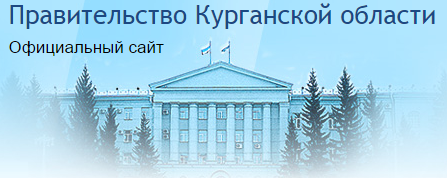 Правительство Курганской области
Официальный сайт